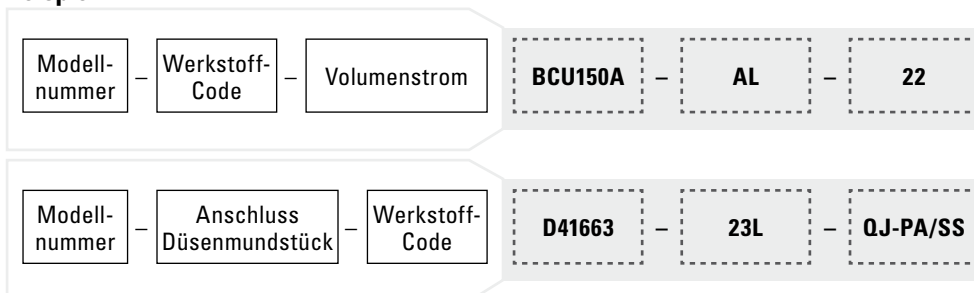 Modell- – Werkstoff- – Volumenstrom BCU150A – AL – 22
nummer Code
Modell- – Anschluss – Werkstoff- D41663 – 23L – QJ-PA/SS
nummer Düsenmundstück Code